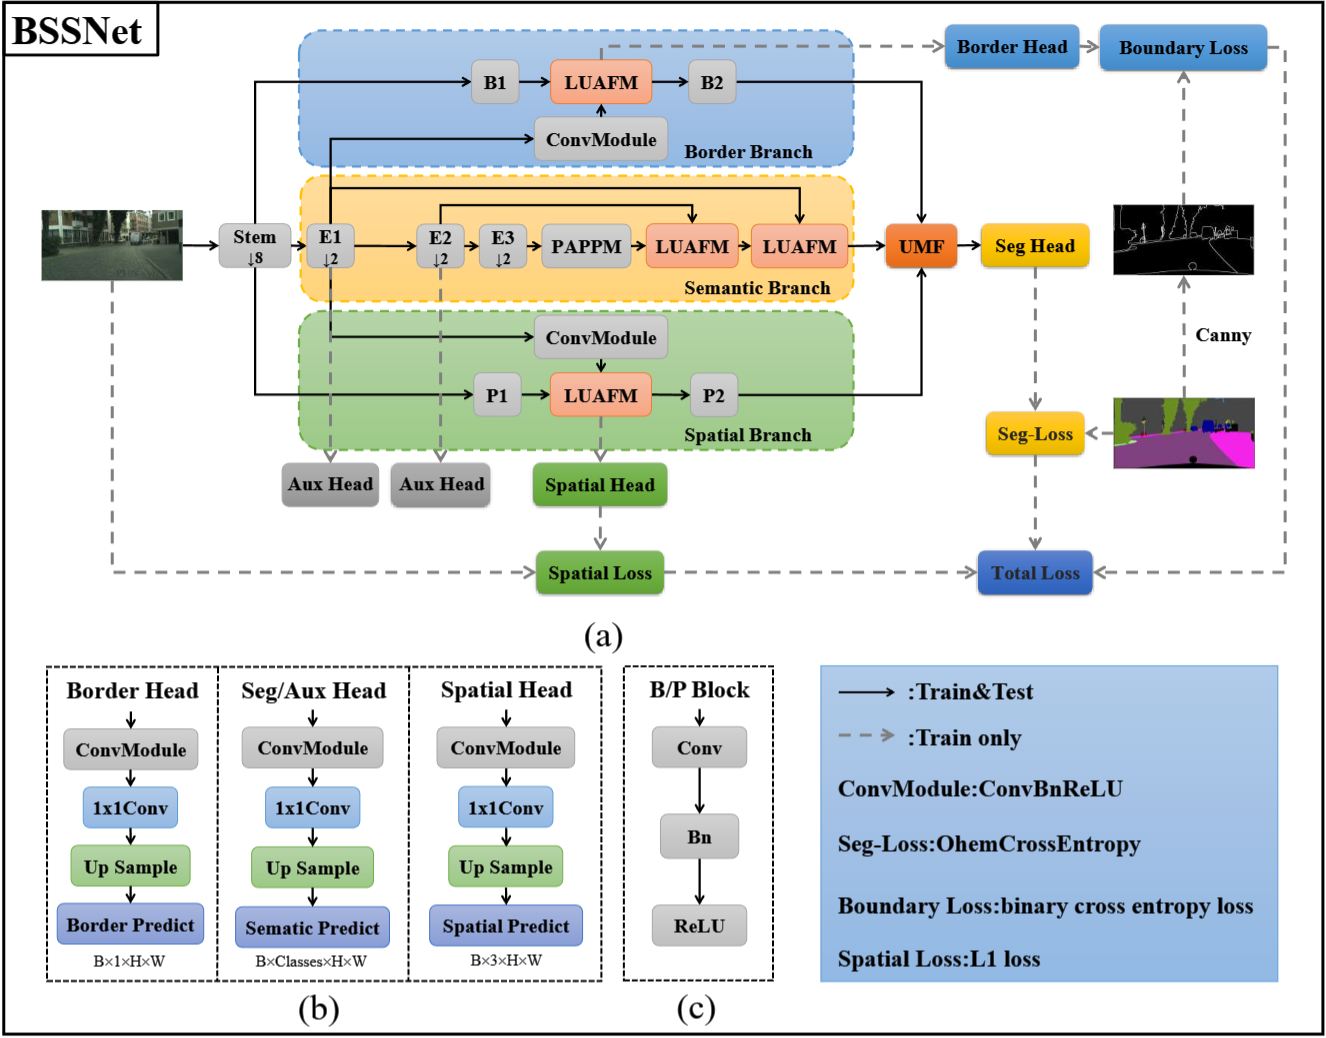 BSSNet
Border Head
Boundary Loss
B1
LUAFM
B2
ConvModule
Border Branch
Stem
↓8
E1
↓2
E2
↓2
E3
↓2
PAPPM
LUAFM
LUAFM
UMF
Seg Head
Semantic Branch
ConvModule
Canny
P1
LUAFM
P2
Spatial Branch
Seg-Loss
Aux Head
Aux Head
Spatial Head
Spatial Loss
Total Loss
(a)
Border Head
ConvModule
1x1Conv
Up Sample
Border Predict
B×1×H×W
Seg/Aux Head
ConvModule
1x1Conv
Up Sample
Sematic Predict
B×Classes×H×W
Spatial Head
ConvModule
1x1Conv
Up Sample
Spatial Predict
B×3×H×W
(b)
B/P Block
Conv
Bn
ReLU
(c)
:Train&Test
:Train only
ConvModule:ConvBnReLU
Seg-Loss:OhemCrossEntropy
Boundary Loss:binary cross entropy loss
Spatial Loss:L1 loss